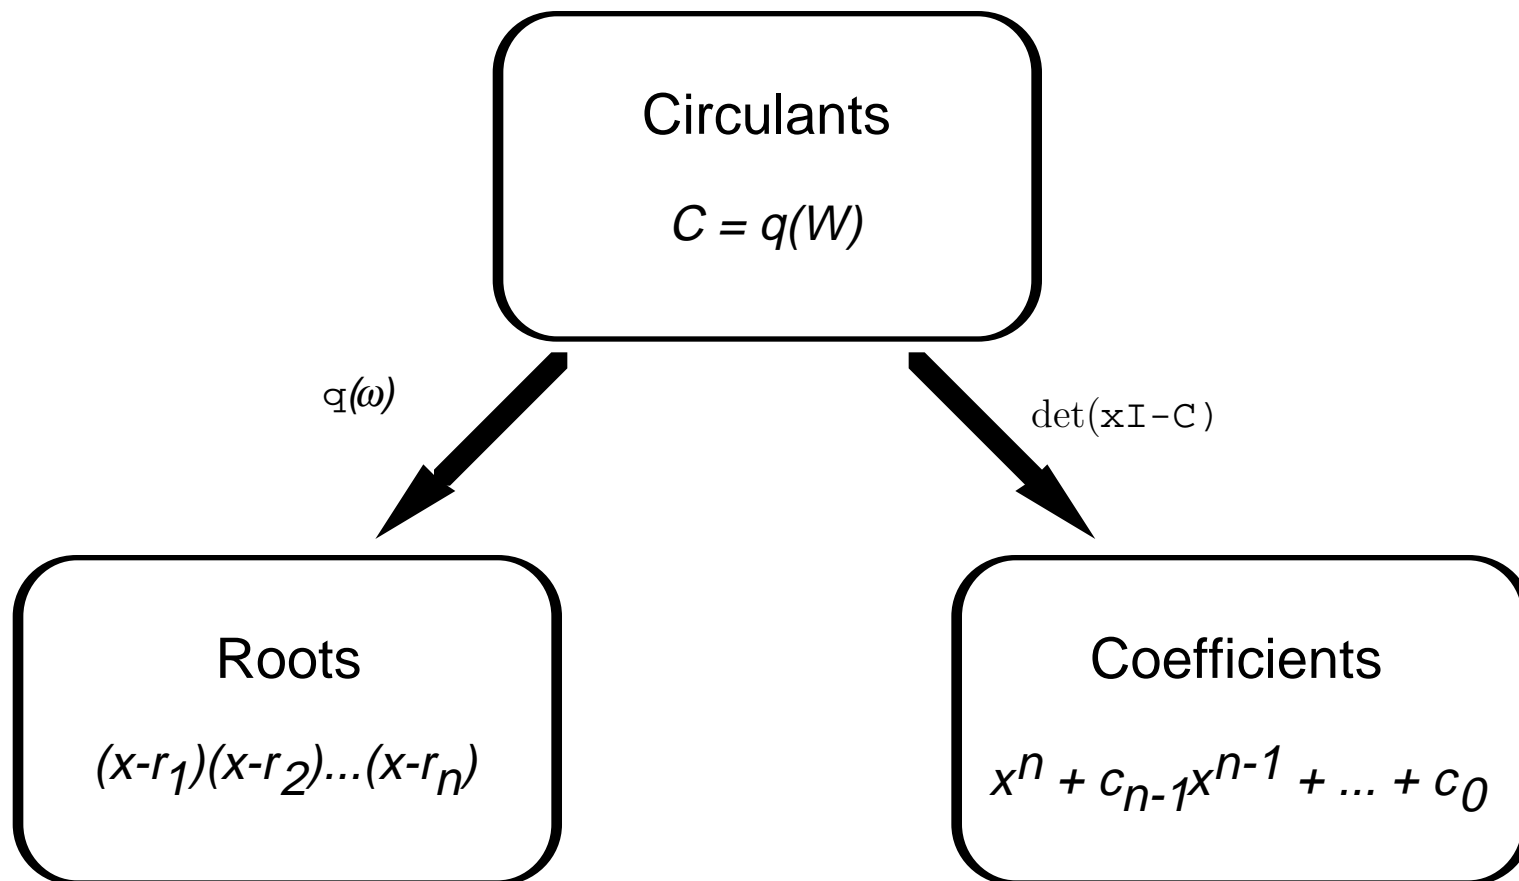 Circulants
C = q(W)
q(ω)
det(xI-C)
Roots
(x-r₁)(x-r₂)...(x-rₙ)
Coefficients
xⁿ + cₙ₋₁xⁿ⁻¹ + ... + c₀